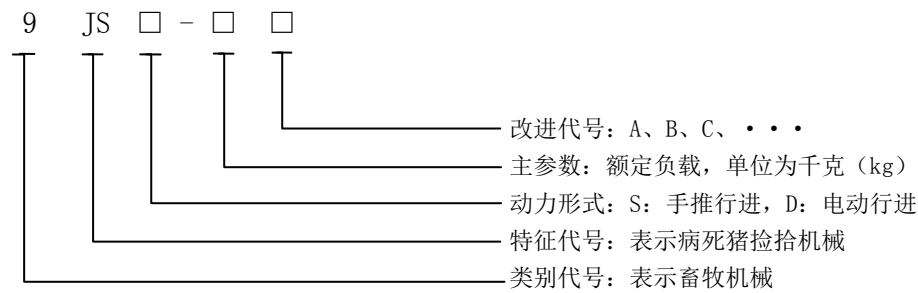 9 JS □ - □ □
改进代号：A、B、C、···
主参数：额定负载，单位为千克（kg）
动力形式：S：手推行进，D：电动行进
特征代号：表示病死猪捡拾机械
类别代号：表示畜牧机械